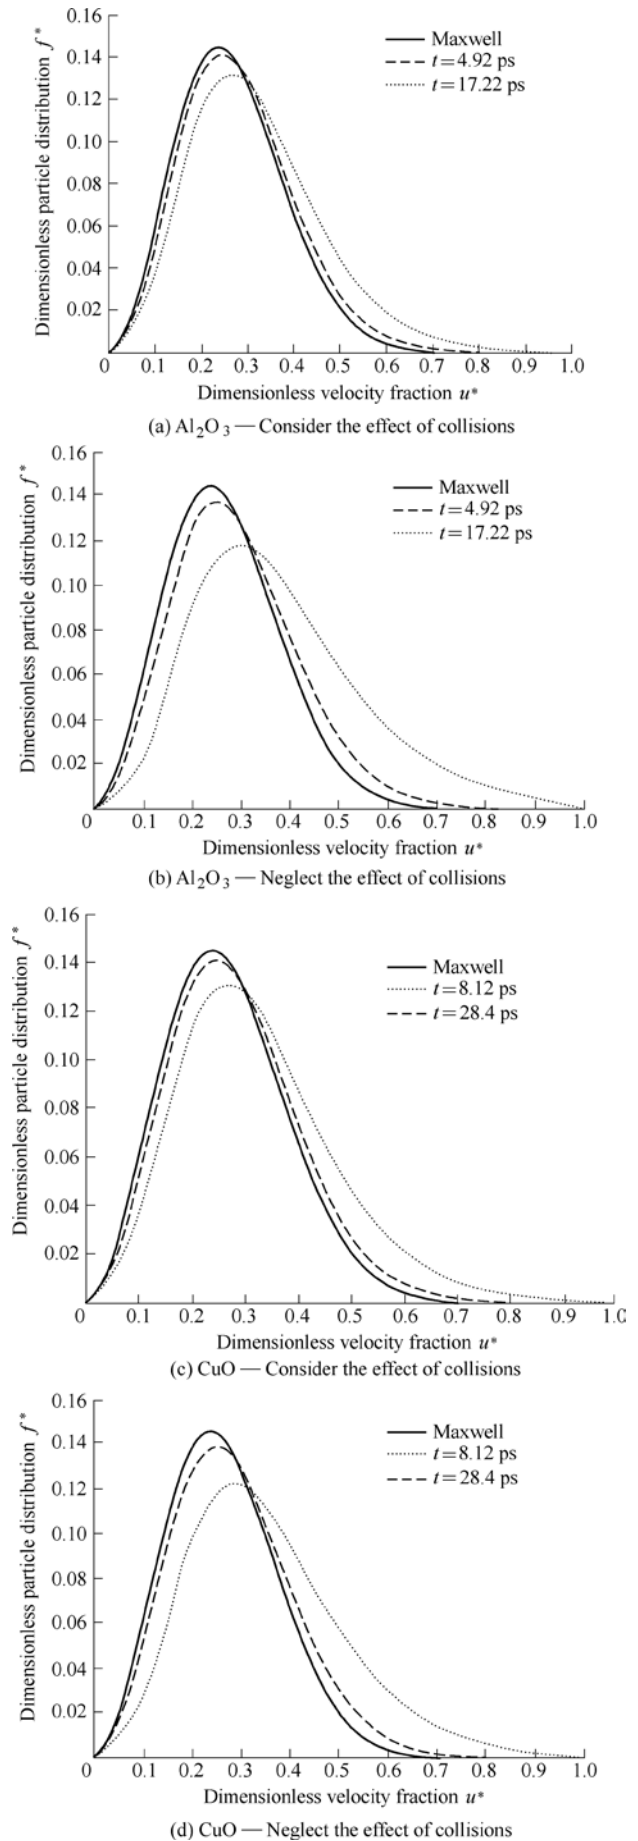 0.16
0.14
0.12
0.10
0.08
0.06
0.04
0.02
Dimensionless particle distribution f*
Maxwell
t=4.92 ps
t=17.22 ps
0 0.1 0.2 0.3 0.4 0.5 0.6 0.7 0.8 0.9 1.0
Dimensionless velocity fraction u*
(a) Al2O3 — Consider the effect of collisions
0.16
0.14
0.12
0.10
0.08
0.06
0.04
0.02
Dimensionless particle distribution f*
Maxwell
t=4.92 ps
t=17.22 ps
0 0.1 0.2 0.3 0.4 0.5 0.6 0.7 0.8 0.9 1.0
Dimensionless velocity fraction u*
(b) Al2O3 — Neglect the effect of collisions
0.16
0.14
0.12
0.10
0.08
0.06
0.04
0.02
Dimensionless particle distribution f*
Maxwell
t=8.12 ps
t=28.4 ps
0 0.1 0.2 0.3 0.4 0.5 0.6 0.7 0.8 0.9 1.0
Dimensionless velocity fraction u*
(c) CuO — Consider the effect of collisions
0.16
0.14
0.12
0.10
0.08
0.06
0.04
0.02
Dimensionless particle distribution f*
Maxwell
t=8.12 ps
t=28.4 ps
0 0.1 0.2 0.3 0.4 0.5 0.6 0.7 0.8 0.9 1.0
Dimensionless velocity fraction u*
(d) CuO — Neglect the effect of collisions